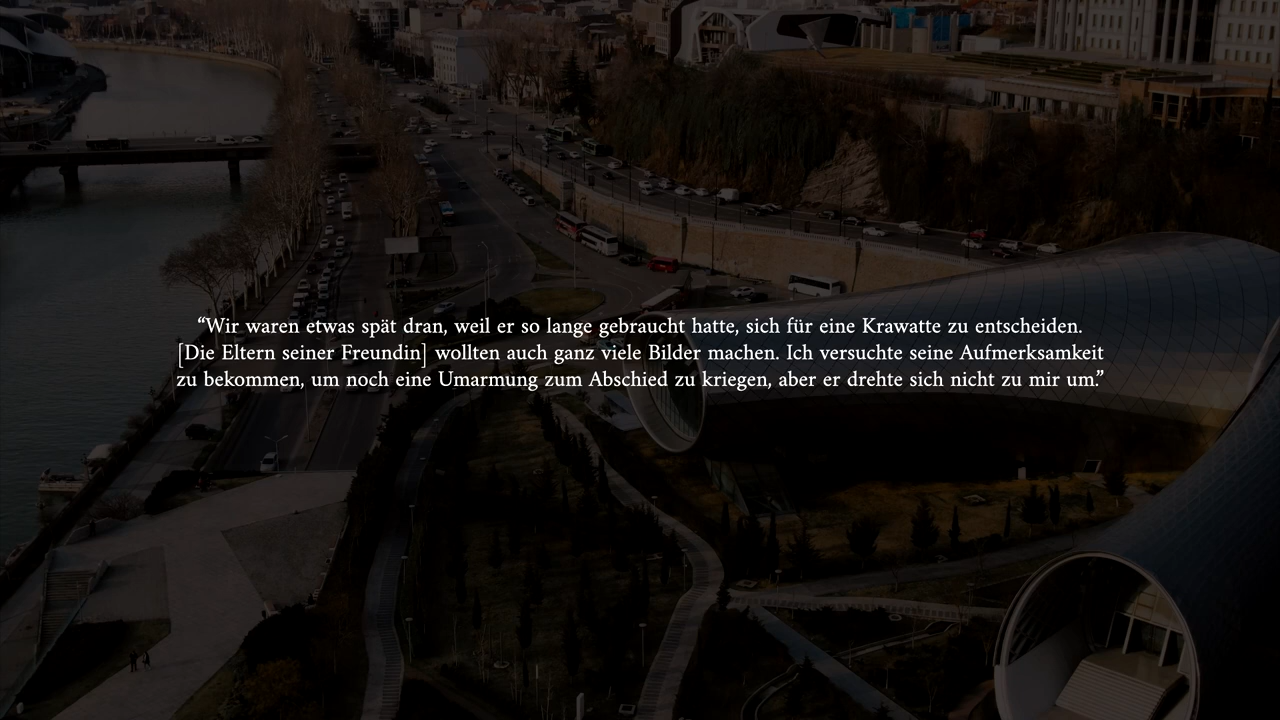 “Wir waren etwas spät dran, weil er so lange gebraucht hatte, sich für eine Krawatte zu entscheiden.
[Die Eltern seiner Freundin] wollten auch ganz viele Bilder machen. Ich versuchte seine Aufmerksamkeit
zu bekommen, um noch eine Umarmung zum Abschied zu kriegen, aber er drehte sich nicht zu mir um.”